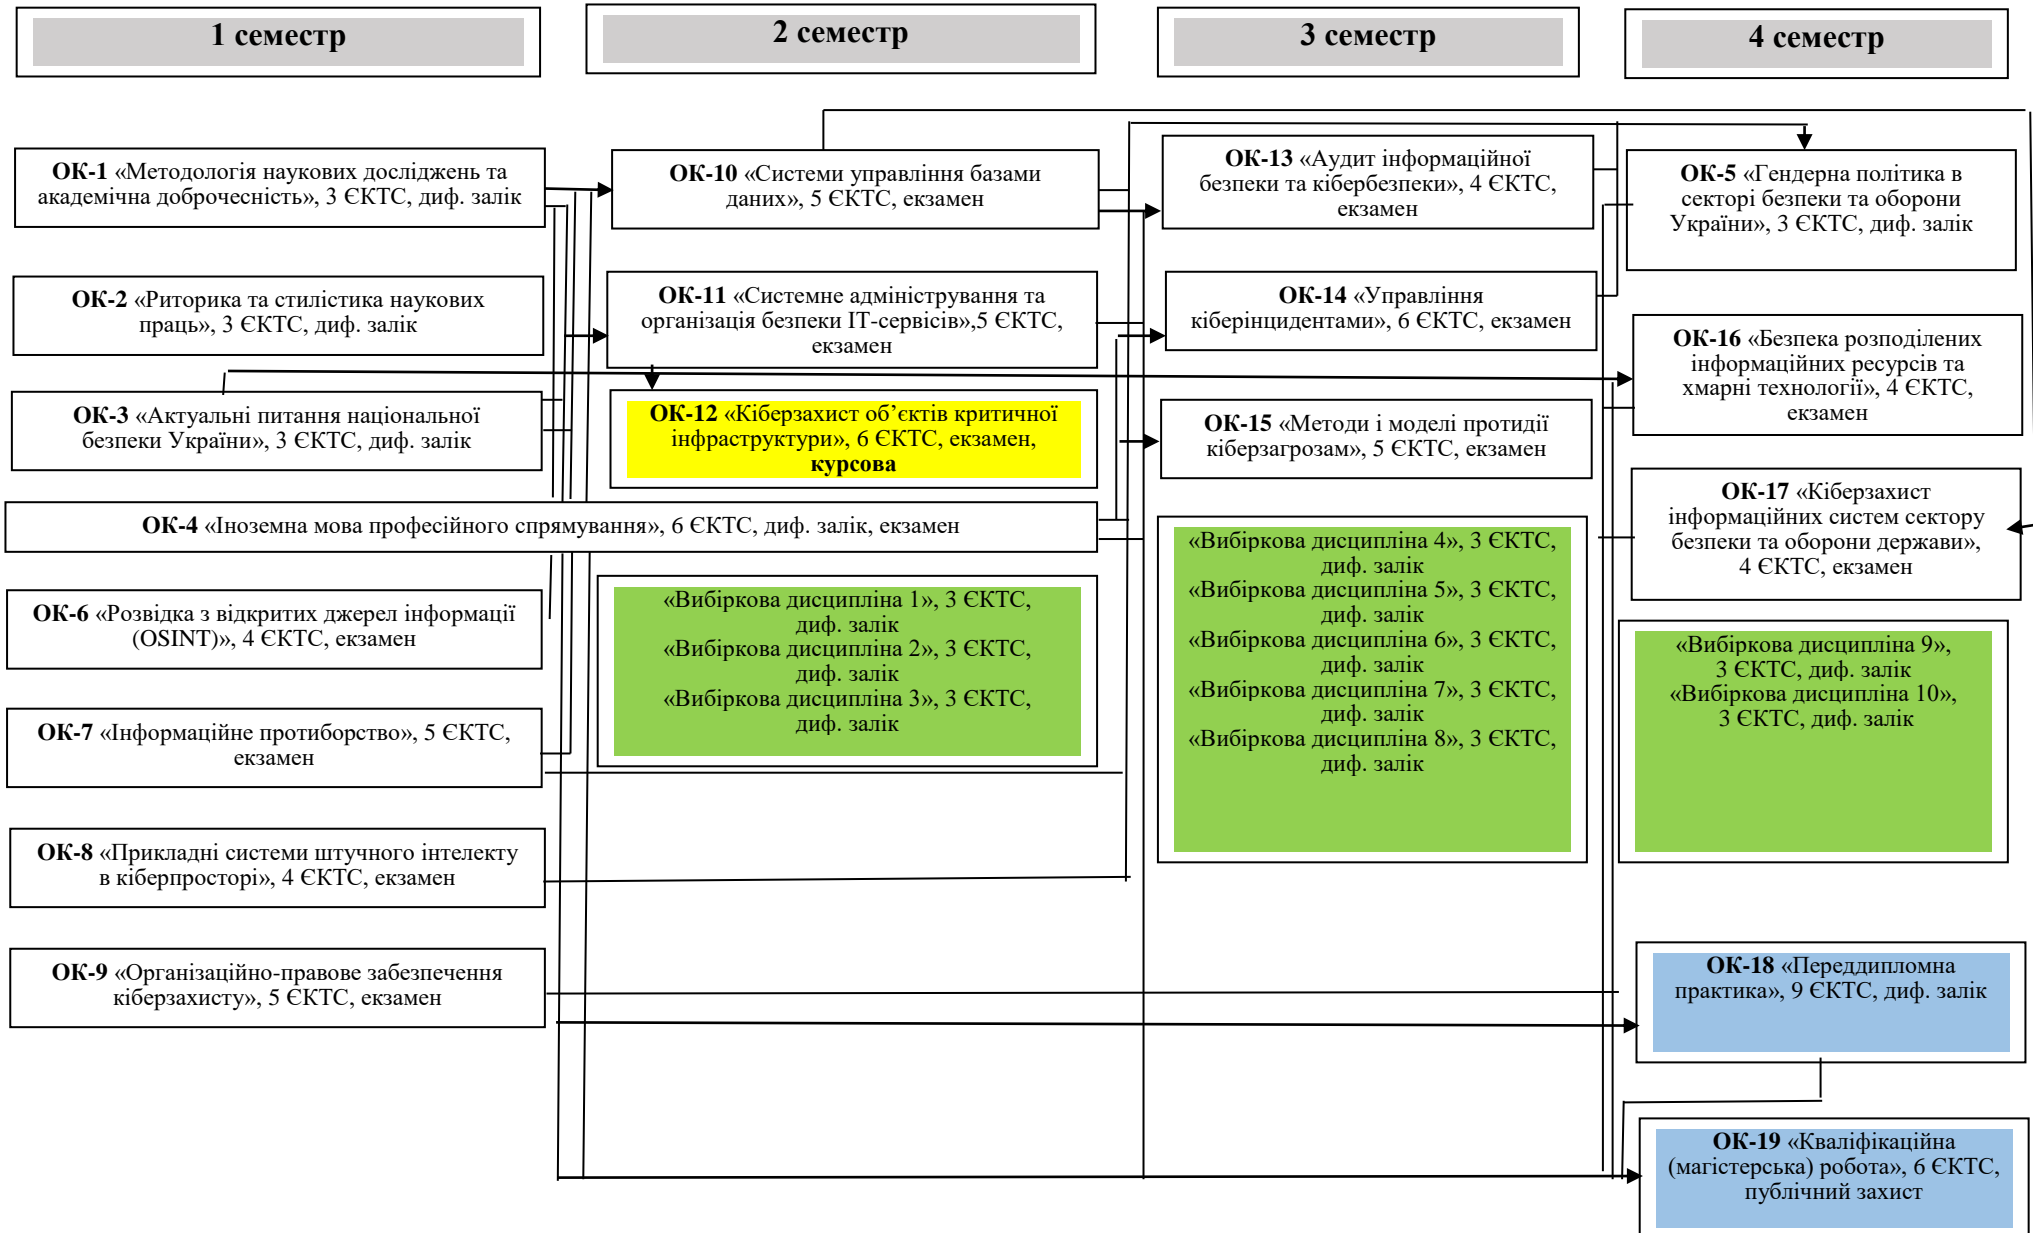 1 семестр
2 семестр
3 семестр
4 семестр
ОК-1 «Методологія наукових досліджень та
академічна доброчесність», 3 ЄКТС, диф. залік
ОК-2 «Риторика та стилістика наукових
праць», 3 ЄКТС, диф. залік
ОК-3 «Актуальні питання національної
безпеки України», 3 ЄКТС, диф. залік
ОК-4 «Іноземна мова професійного спрямування», 6 ЄКТС, диф. залік, екзамен
ОК-6 «Розвідка з відкритих джерел інформації
(OSINT)», 4 ЄКТС, екзамен
ОК-7 «Інформаційне протиборство», 5 ЄКТС,
екзамен
ОК-8 «Прикладні системи штучного інтелекту
в кіберпросторі», 4 ЄКТС, екзамен
ОК-9 «Організаційно-правове забезпечення
кіберзахисту», 5 ЄКТС, екзамен
ОК-10 «Системи управління базами
даних», 5 ЄКТС, екзамен
ОК-11 «Системне адміністрування та
організація безпеки ІТ-сервісів»,5 ЄКТС,
екзамен
ОК-12 «Кіберзахист об’єктів критичної
інфраструктури», 6 ЄКТС, екзамен,
курсова
«Вибіркова дисципліна 1», 3 ЄКТС,
диф. залік
«Вибіркова дисципліна 2», 3 ЄКТС,
диф. залік
«Вибіркова дисципліна 3», 3 ЄКТС,
диф. залік
ОК-13 «Аудит інформаційної
безпеки та кібербезпеки», 4 ЄКТС,
екзамен
ОК-14 «Управління
кіберінцидентами», 6 ЄКТС, екзамен
ОК-15 «Методи і моделі протидії
кіберзагрозам», 5 ЄКТС, екзамен
«Вибіркова дисципліна 4», 3 ЄКТС,
диф. залік
«Вибіркова дисципліна 5», 3 ЄКТС,
диф. залік
«Вибіркова дисципліна 6», 3 ЄКТС,
диф. залік
«Вибіркова дисципліна 7», 3 ЄКТС,
диф. залік
«Вибіркова дисципліна 8», 3 ЄКТС,
диф. залік
ОК-5 «Гендерна політика в
секторі безпеки та оборони
України», 3 ЄКТС, диф. залік
ОК-16 «Безпека розподілених
інформаційних ресурсів та
хмарні технології», 4 ЄКТС,
екзамен
ОК-17 «Кіберзахист
інформаційних систем сектору
безпеки та оборони держави»,
4 ЄКТС, екзамен
«Вибіркова дисципліна 9»,
3 ЄКТС, диф. залік
«Вибіркова дисципліна 10»,
3 ЄКТС, диф. залік
ОК-18 «Переддипломна
практика», 9 ЄКТС, диф. залік
ОК-19 «Кваліфікаційна
(магістерська) робота», 6 ЄКТС,
публічний захист